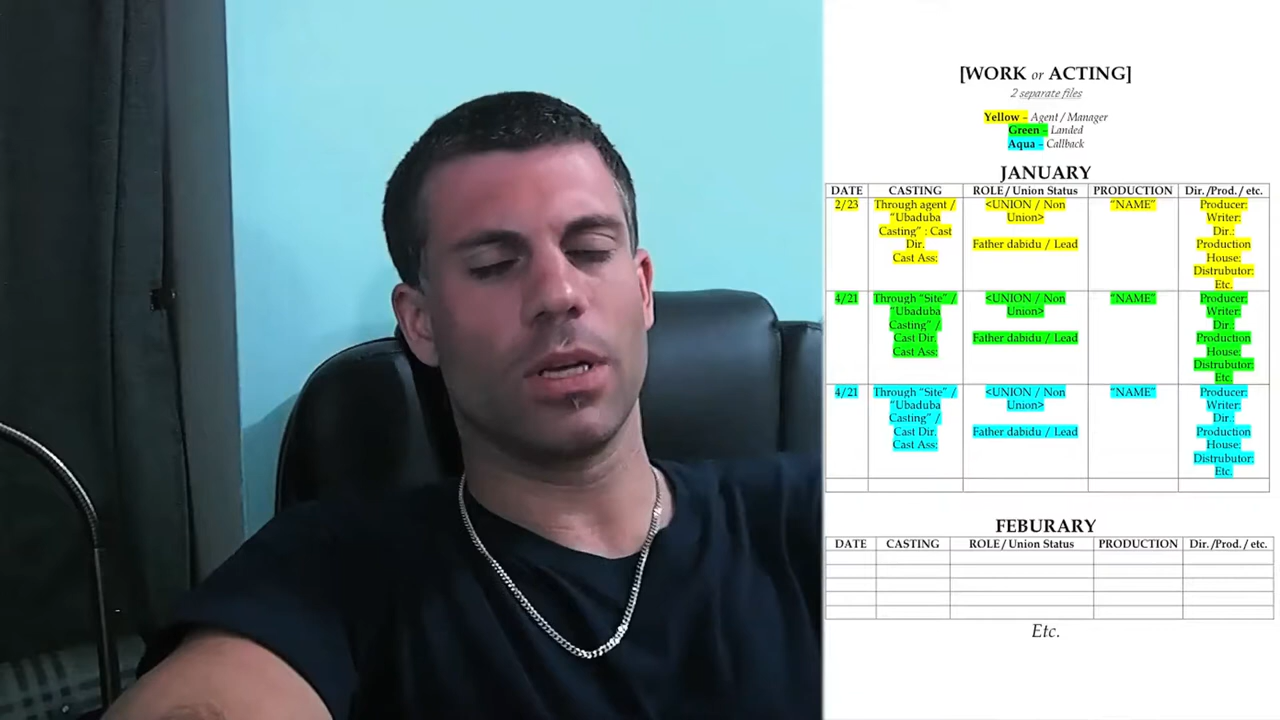 [WORK or ACTING]
2 separate files
Yellow – Agent / Manager
Green – Landed
Aqua – Callback
JANUARY
DATE CASTING ROLE / Union Status PRODUCTION Dir. /Prod. / etc.
2/23 Through agent / <UNION / Non “NAME” Producer:
“Ubaduba Union> Writer:
Casting” : Cast Dir.:
Dir. Father dabidu / Lead Production
Cast Ass: House:
Distrubutor:
Etc.
4/21 Through “Site” / <UNION / Non “NAME” Producer:
“Ubaduba Union> Writer:
Casting” / Dir.:
Cast Dir. Father dabidu / Lead Production
Cast Ass: House:
Distrubutor:
Etc.
4/21 Through “Site” / <UNION / Non “NAME” Producer:
“Ubaduba Union> Writer:
Casting” / Dir.:
Cast Dir. Father dabidu / Lead Production
Cast Ass: House:
Distrubutor:
Etc.
FEBURARY
DATE CASTING ROLE / Union Status PRODUCTION Dir. /Prod. / etc.
Etc.